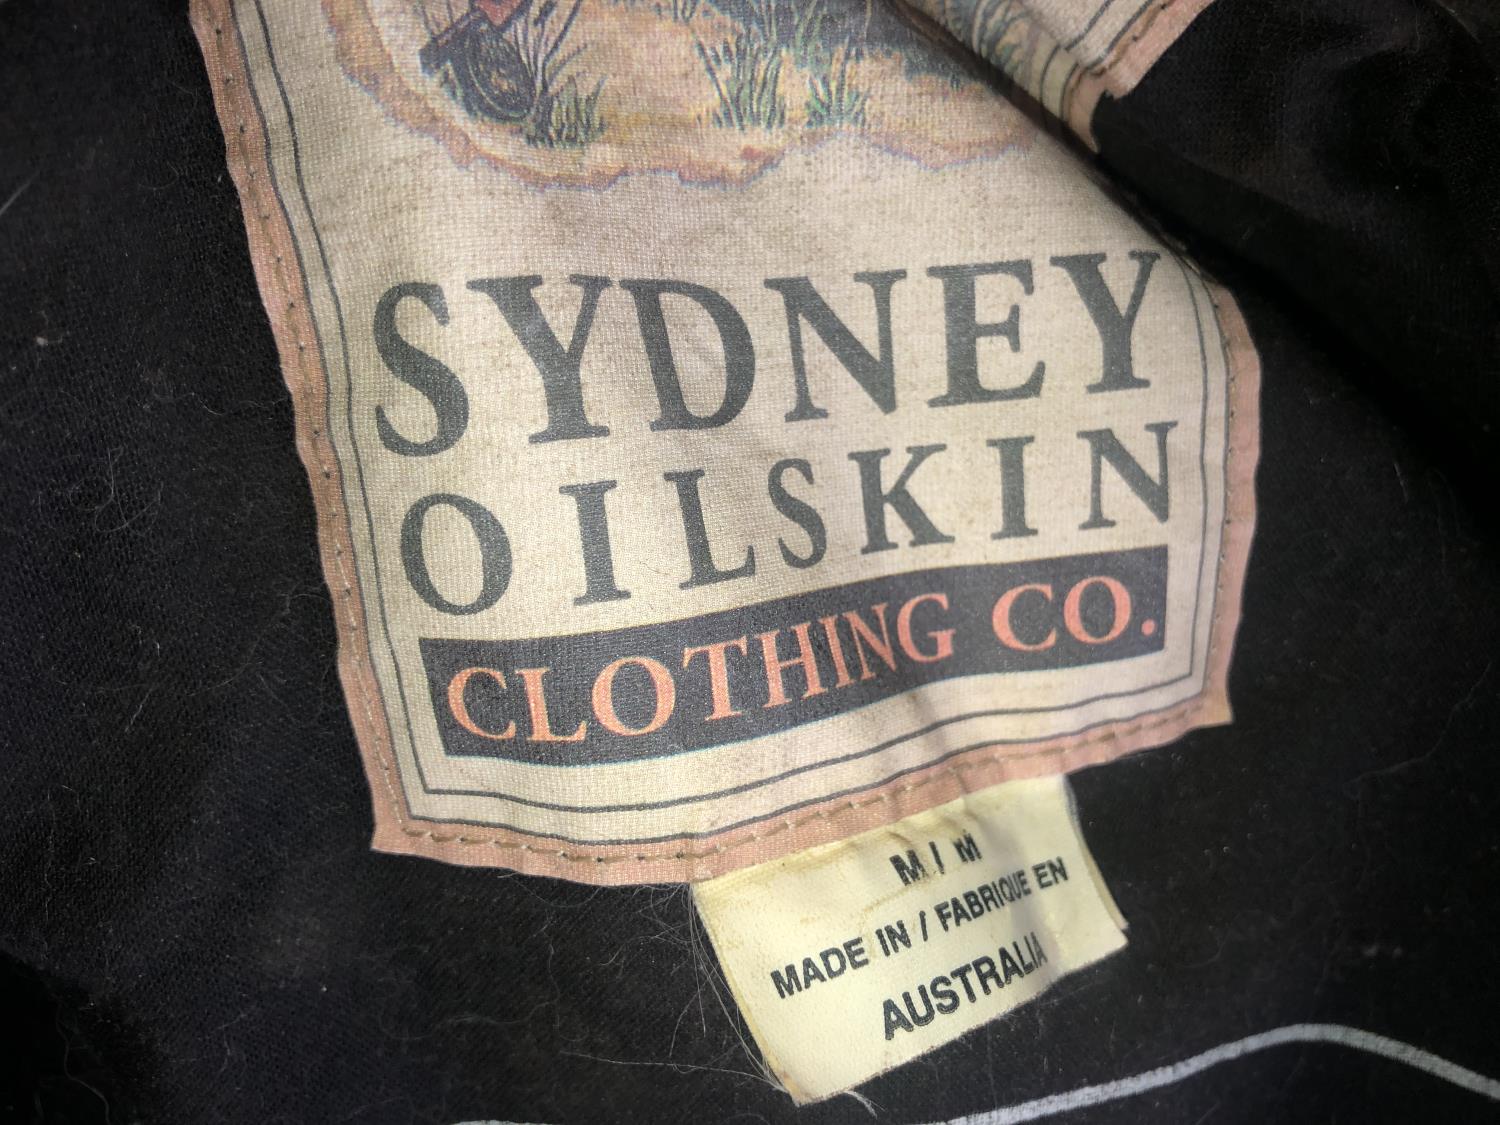 SYDNEY
OILSKIN
CLOTHING CO.
M / M
MADE IN / FABRIQUE EN
AUSTRALIA